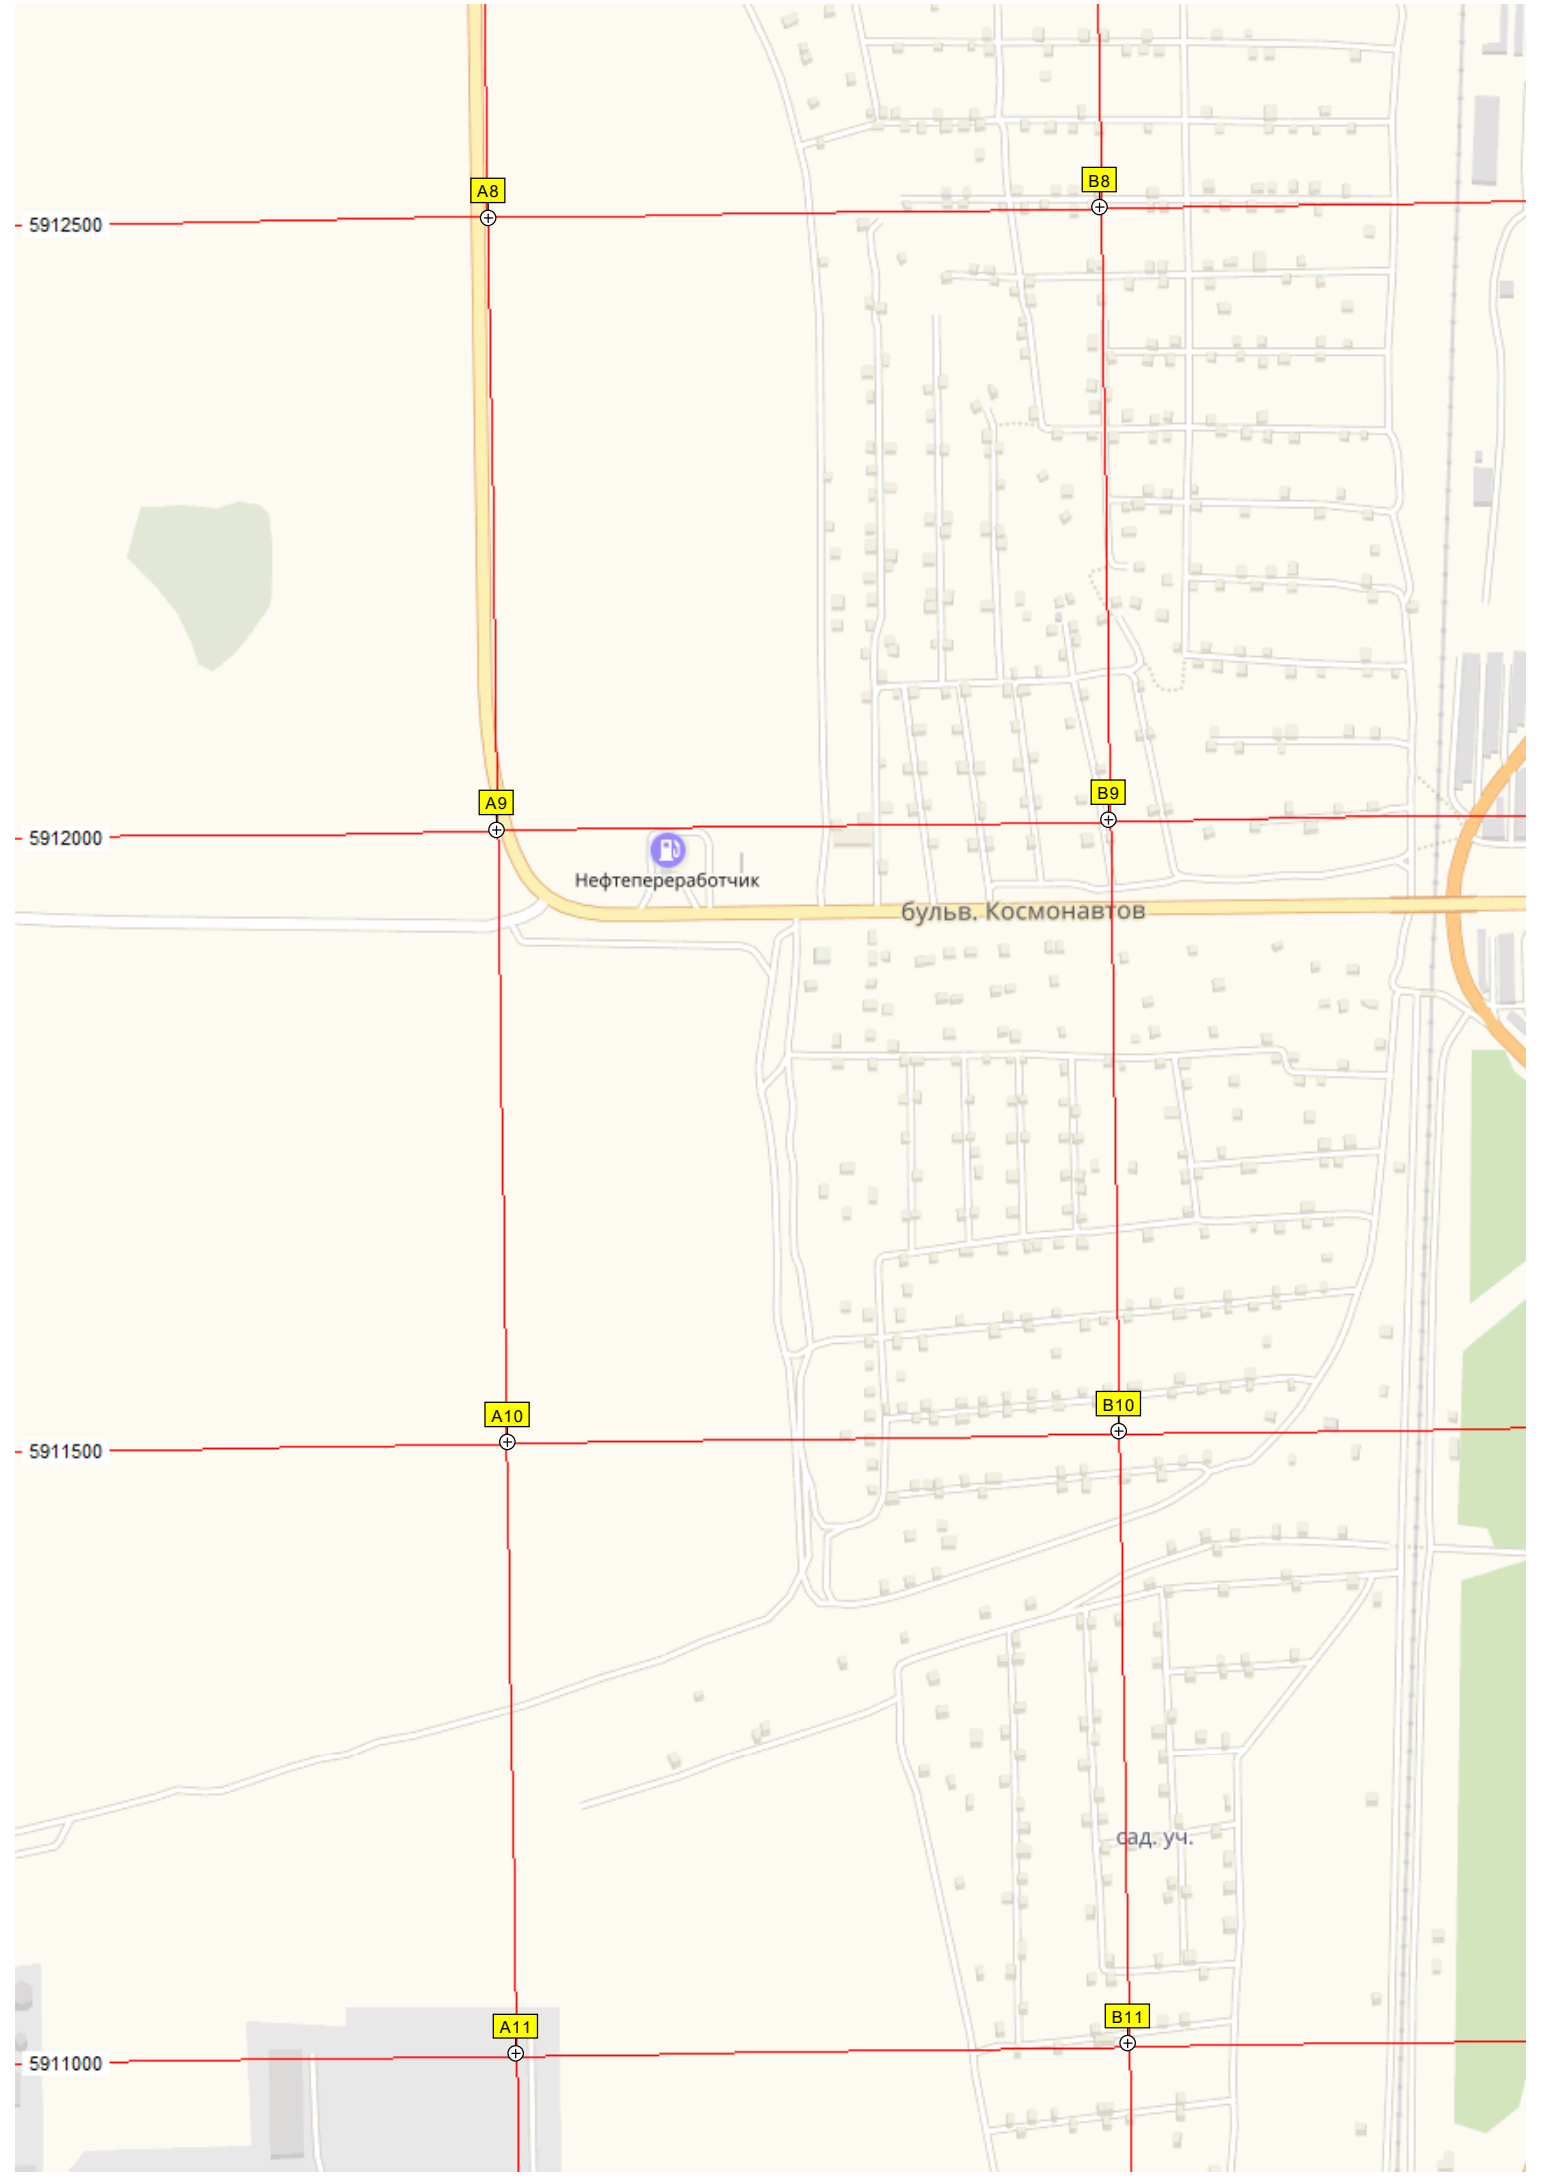 A8
B8
5912500
A9
B9
5912000
Нефтепереработчик
бульв. Космонавтов
A10
B10
5911500
сад. уч.
A11
B11
5911000